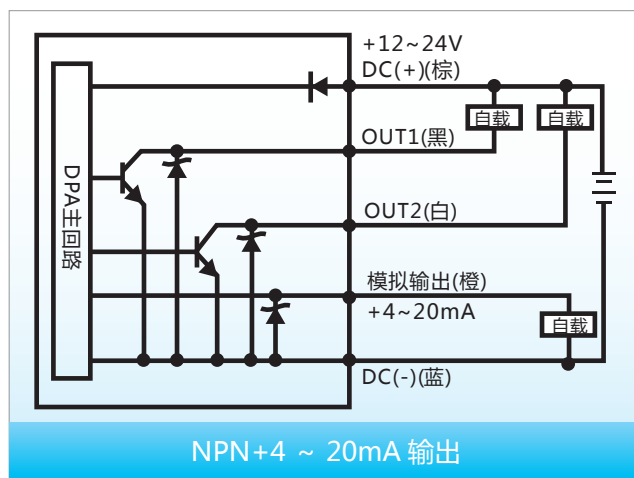 +12~24V
DC(+)(棕)
自载
自载
OUT1(黑)
DPA主回路
OUT2(白)
模拟输出(橙)
+4~20mA
自载
DC(-)(蓝)
NPN+4 ~ 20mA 输出